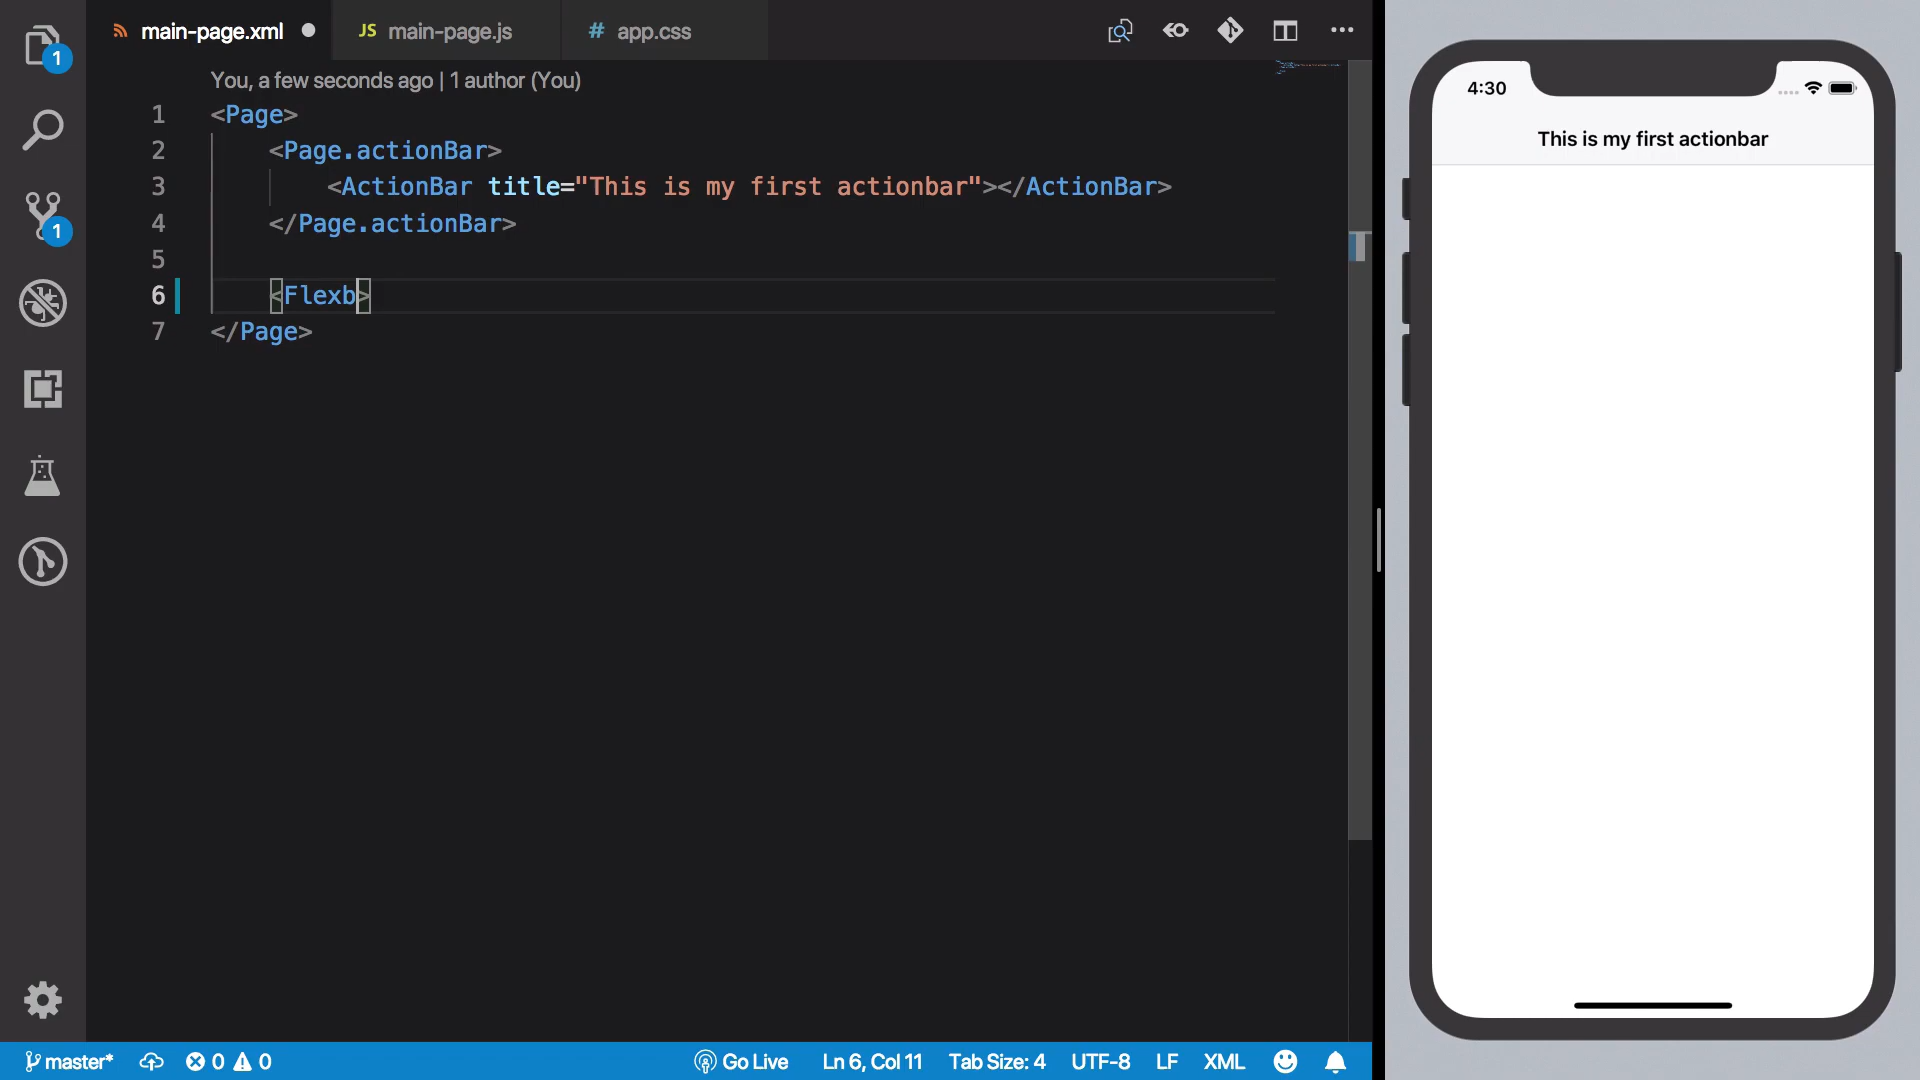 1
main-page.xml
JS main-page.js
# app.css
You, a few seconds ago | 1 author (You)
1 <Page>
2 <Page.actionBar>
3 <ActionBar title="This is my first actionbar"></ActionBar>
4 </Page.actionBar>
5
6 <Flexb>
7 </Page>
1
master*
0 0
Go Live
Ln 6, Col 11
Tab Size: 4
UTF-8
LF
XML
4:30
This is my first actionbar